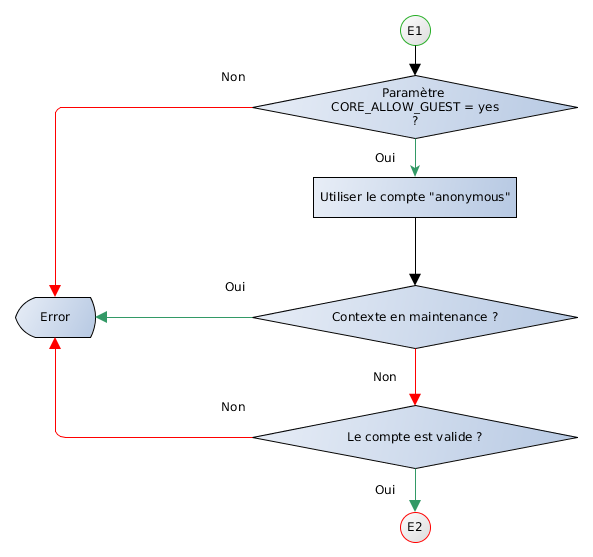 E1
Non
Paramètre
CORE_ALLOW_GUEST = yes
?
Oui
Utiliser le compte "anonymous"
Oui
Error
Contexte en maintenance ?
Non
Non
Le compte est valide ?
Oui
E2